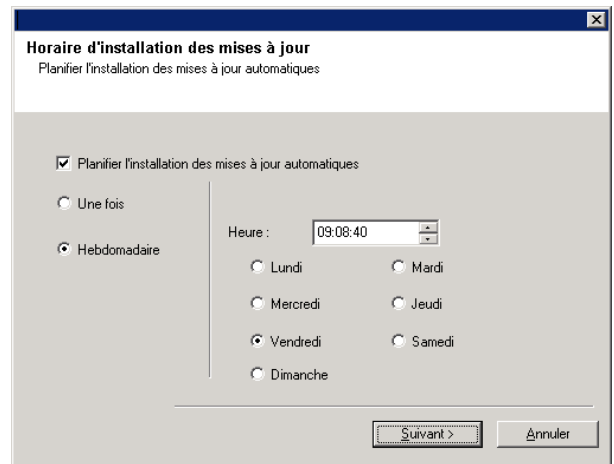 Horaire d'installation des mises à jour
Planifier l'installation des mises à jour automatiques
Planifier l'installation des mises à jour automatiques
Une fois
Hebdomadaire
Heure : 09:08:40
Lundi Mardi
Mercredi Jeudi
Vendredi Samedi
Dimanche
Suivant > Annuler